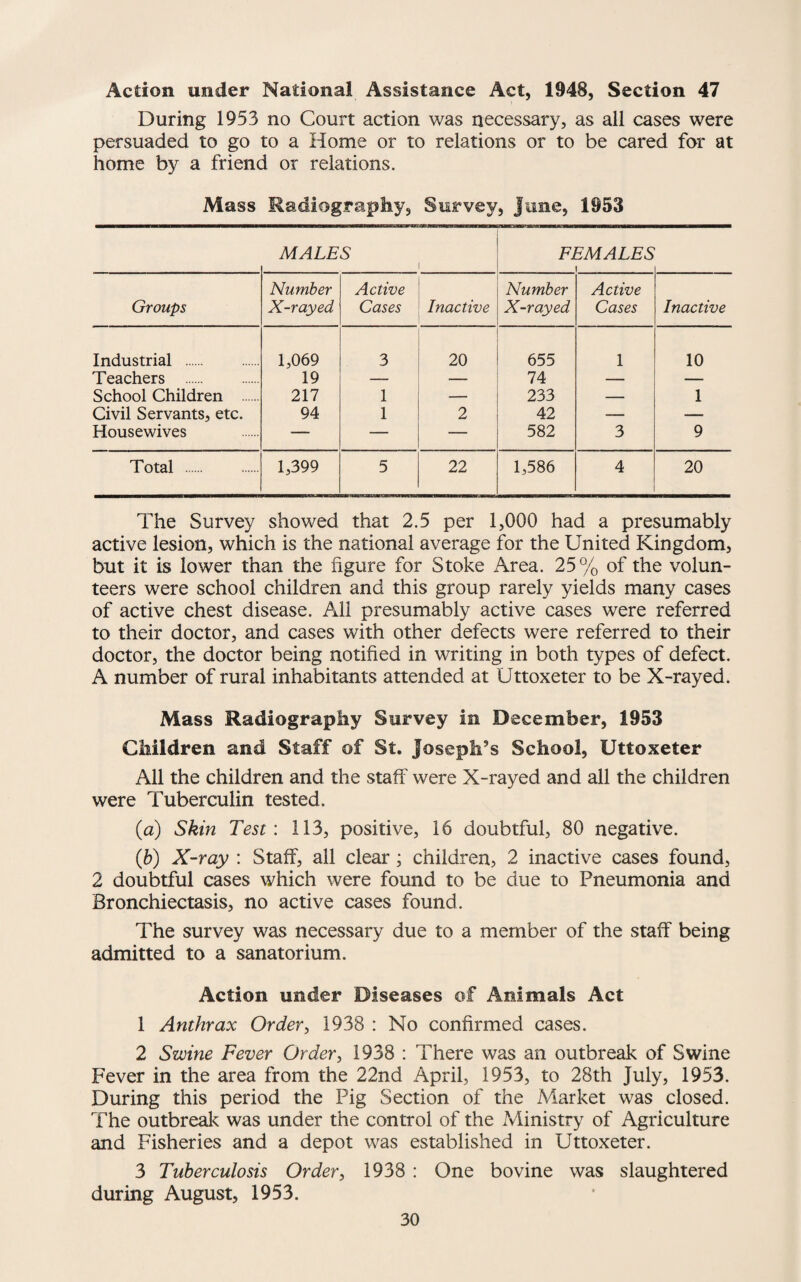 Action under National Assistance Act, 1948, Section 47
During 1953 no Court action was necessary, as all cases were
persuaded to go to a Home or to relations or to be cared for at
home by a friend or relations.
Mass Radiography, Survey, June, 1953
MALES FEMALES
Groups Number X-rayed Active Cases Inactive Number X-rayed Active Cases Inactive
Industrial ...... ...... 1,069 3 20 655 1 10
Teachers ...... ...... 19 — — 74 — —
School Children ...... 217 1 — 233 — 1
Civil Servants, etc. 94 1 2 42 — —
Housewives ...... — — — 582 3 9
Total ...... ...... 1,399 5 22 1,586 4 20
The Survey showed that 2.5 per 1,000 had a presumably
active lesion, which is the national average for the United Kingdom,
but it is lower than the figure for Stoke Area. 25% of the volun-
teers were school children and this group rarely yields many cases
of active chest disease. All presumably active cases were referred
to their doctor, and cases with other defects were referred to their
doctor, the doctor being notified in writing in both types of defect.
A number of rural inhabitants attended at Uttoxeter to be X-rayed.
Mass Radiography Survey in December, 1953
Children and Staff of St. Joseph's School, Uttoxeter
All the children and the staff were X-rayed and all the children
were Tuberculin tested.
(a) Skin Test : 113, positive, 16 doubtful, 80 negative.
(b) X-ray : Staff, all clear ; children, 2 inactive cases found,
2 doubtful cases which were found to be due to Pneumonia and
Bronchiectasis, no active cases found.
The survey was necessary due to a member of the staff being
admitted to a sanatorium.
Action under Diseases of Animals Act
1 Anthrax Order, 1938 : No confirmed cases.
2 Swine Fever Order, 1938 : There was an outbreak of Swine
Fever in the area from the 22nd April, 1953, to 28th July, 1953.
During this period the Pig Section of the Market was closed.
The outbreak was under the control of the Ministry of Agriculture
and Fisheries and a depot was established in Uttoxeter.
3 Tuberculosis Order, 1938 : One bovine was slaughtered
during August, 1953.
30